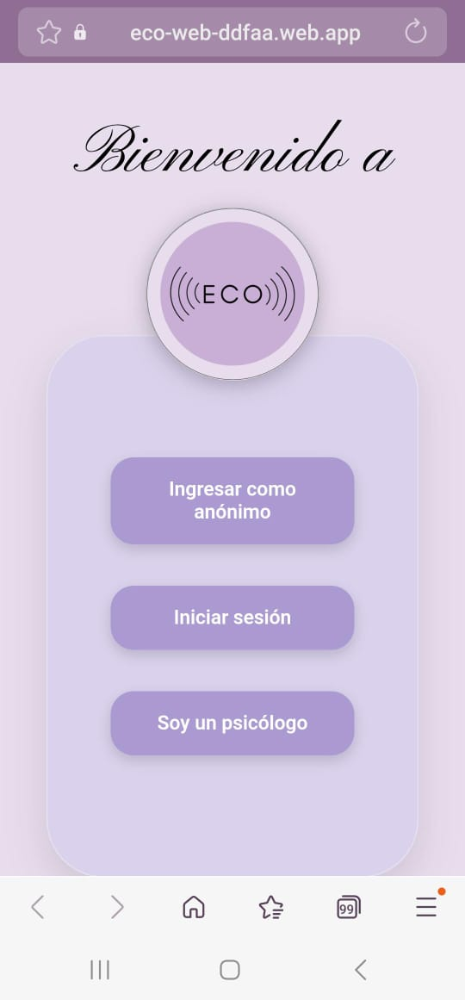 eco-web-ddfaa.web.app
Bienvenido a
ECO
Ingresar como
anónimo
Iniciar sesión
Soy un psicólogo
99